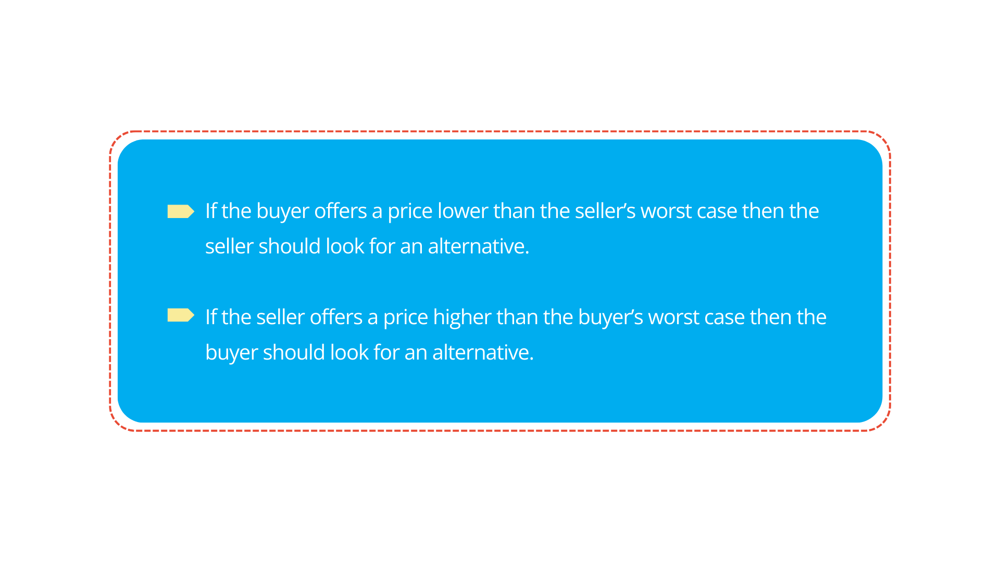 If the buyer offers a price lower than the seller’s worst case then the
seller should look for an alternative.
If the seller offers a price higher than the buyer’s worst case then the
buyer should look for an alternative.